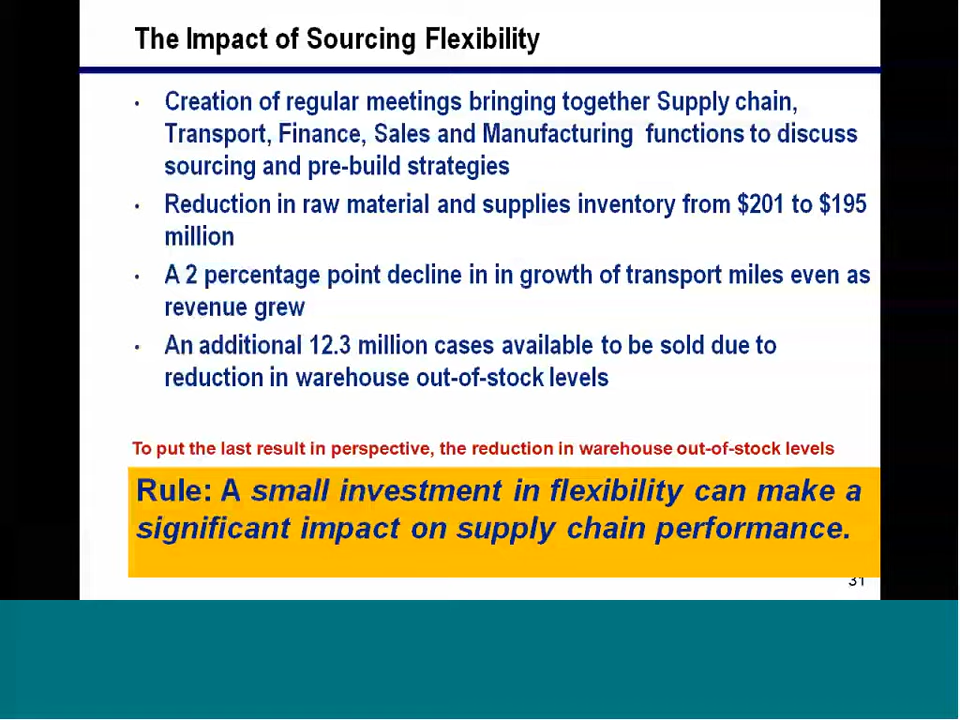 The Impact of Sourcing Flexibility
• Creation of regular meetings bringing together Supply chain,
Transport, Finance, Sales and Manufacturing functions to discuss
sourcing and pre-build strategies
• Reduction in raw material and supplies inventory from $201 to $195
million
• A 2 percentage point decline in in growth of transport miles even as
revenue grew
• An additional 12.3 million cases available to be sold due to
reduction in warehouse out-of-stock levels
To put the last result in perspective, the reduction in warehouse out-of-stock levels
Rule: A small investment in flexibility can make a
significant impact on supply chain performance.
31